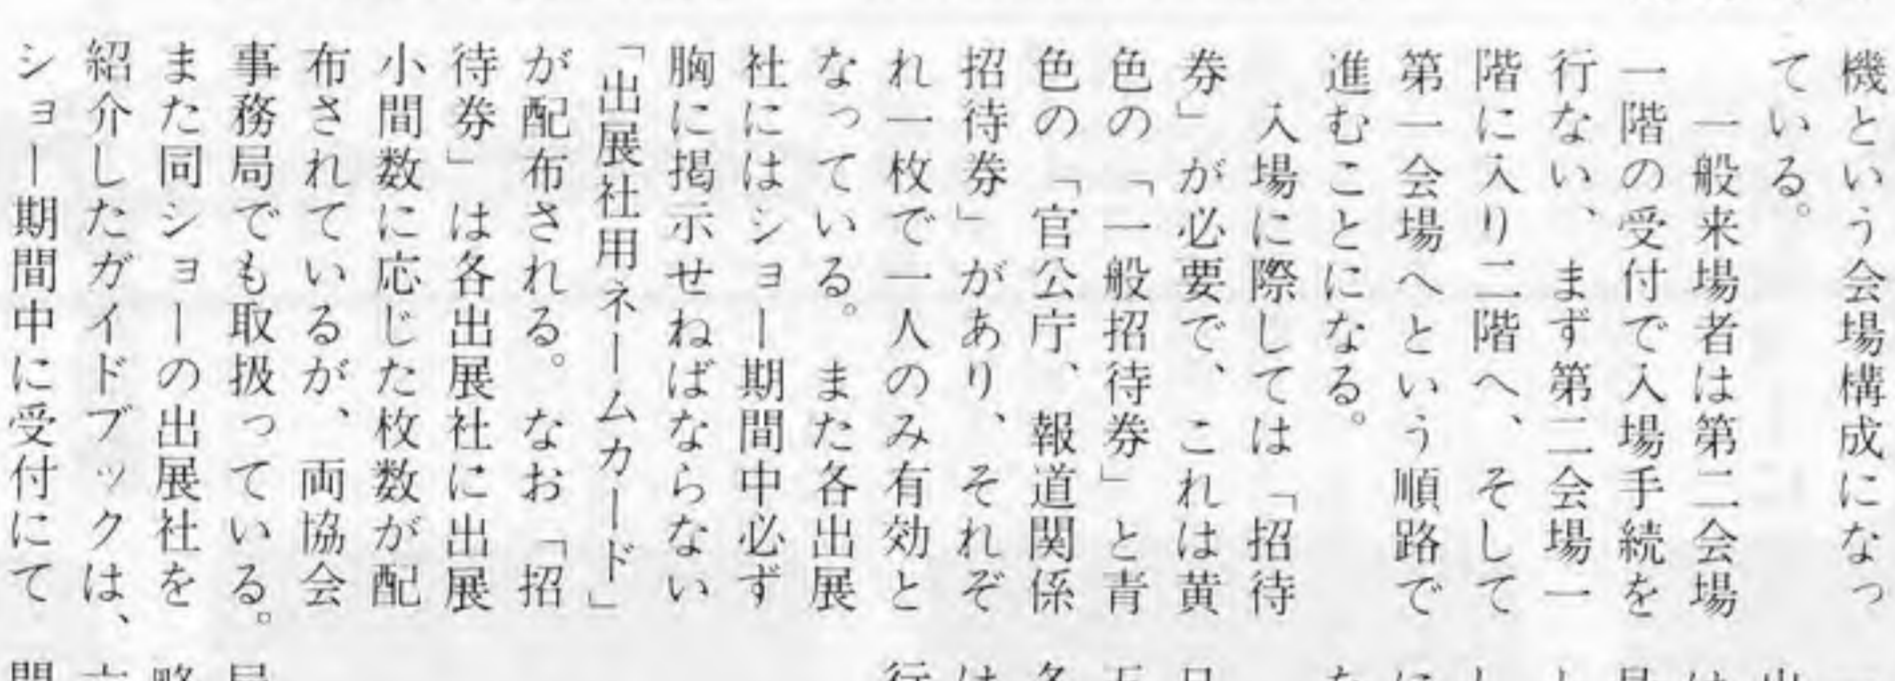 機という会場構成になっ
ている。
一般来場者は第二会場
一階の受付で入場手続を
行ない、まず第二会場一
階に入り二階へ、そして
第一会場へという順路で
進むことになる。
入場に際しては「招待
券」が必要で、これは黄
色の「一般招待券」と青
色の「官公庁、報道関係
招待券」があり、それぞ
れ一枚で一人のみ有効と
なっている。また各出展
社にはショー期間中必ず
胸に掲示せねばならない
「出展社用ネームカード」
が配布される。なお「招
待券」は各出展社に出展
小間数に応じた枚数が配
布されているが、両協会
事務局でも取扱っている。
また同ショーの出展社を
紹介したガイドブックは、
ショー期間中に受付にて